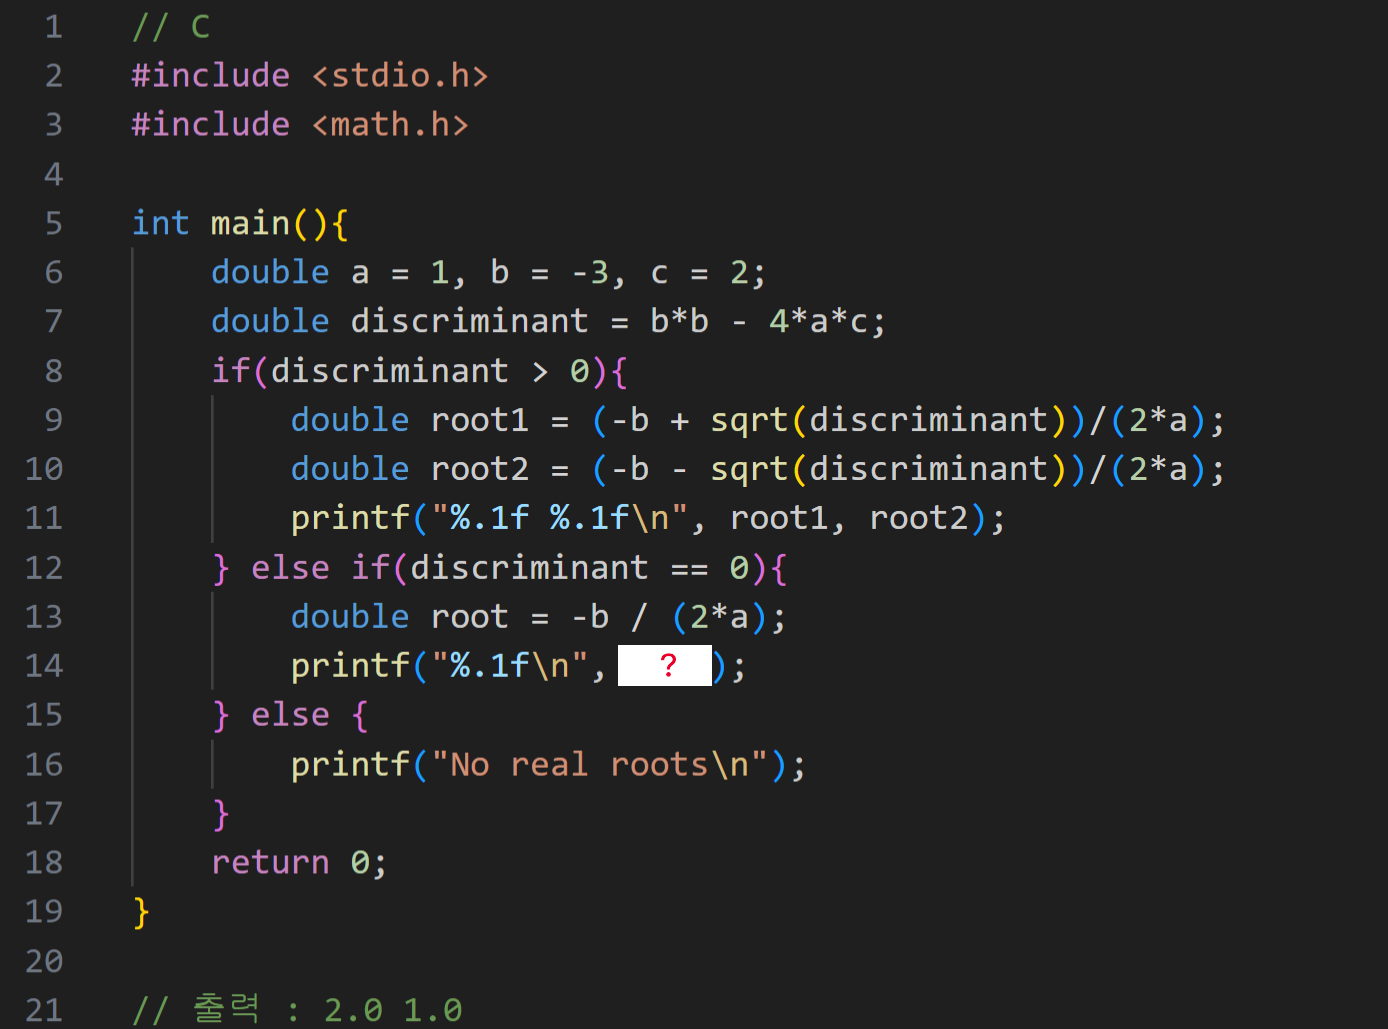 1 // C
2 #include <stdio.h>
3 #include <math.h>
4
5 int main(){
6     double a = 1, b = -3, c = 2;
7     double discriminant = b*b - 4*a*c;
8     if(discriminant > 0){
9         double root1 = (-b + sqrt(discriminant))/(2*a);
10         double root2 = (-b - sqrt(discriminant))/(2*a);
11         printf("%.1f %.1f\n", root1, root2);
12     } else if(discriminant == 0){
13         double root = -b / (2*a);
14         printf("%.1f\n", ? );
15     } else {
16         printf("No real roots\n");
17     }
18     return 0;
19 }
20
21 // 출력 : 2.0 1.0